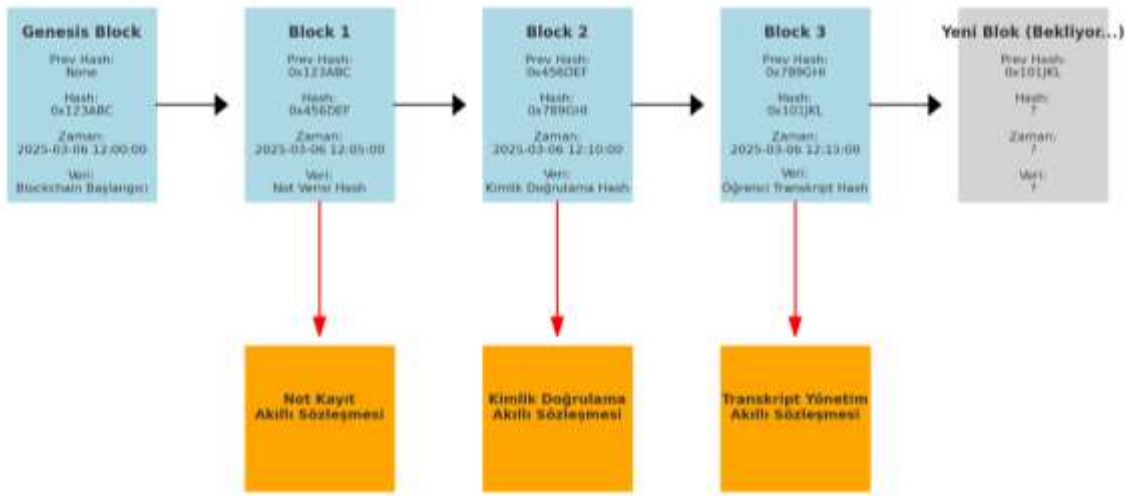 Genesis Block
Prev Hash:
None
Hash:
0x123ABC
Zaman:
2025-03-06 12:00:00
Veri:
Blockchain Başlangıcı
Block 1
Prev Hash:
0x123ABC
Hash:
0x456DEF
Zaman:
2025-03-06 12:05:00
Veri:
Not Verisi Hash
Block 2
Prev Hash:
0x456DEF
Hash:
0x789GHI
Zaman:
2025-03-06 12:10:00
Veri:
Kimlik Doğrulama Hash
Block 3
Prev Hash:
0x789GHI
Hash:
0x101JKL
Zaman:
2025-03-06 12:15:00
Veri:
Öğrenci Transkript Hash
Yeni Blok (Bekliyor...)
Prev Hash:
0x101JKL
Hash:
?
Zaman:
?
Veri:
?
Not Kayıt
Akıllı Sözleşmesi
Kimlik Doğrulama
Akıllı Sözleşmesi
Transkript Yönetim
Akıllı Sözleşmesi